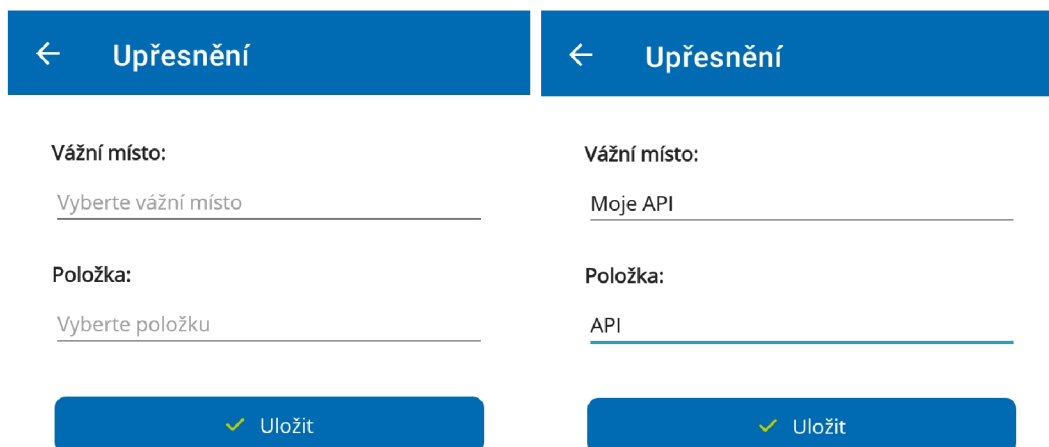 Upřesnění
Vážní místo:
Vyberte vážní místo
Položka:
Vyberte položku
Uložit
Upřesnění
Vážní místo:
Moje API
Položka:
API
Uložit